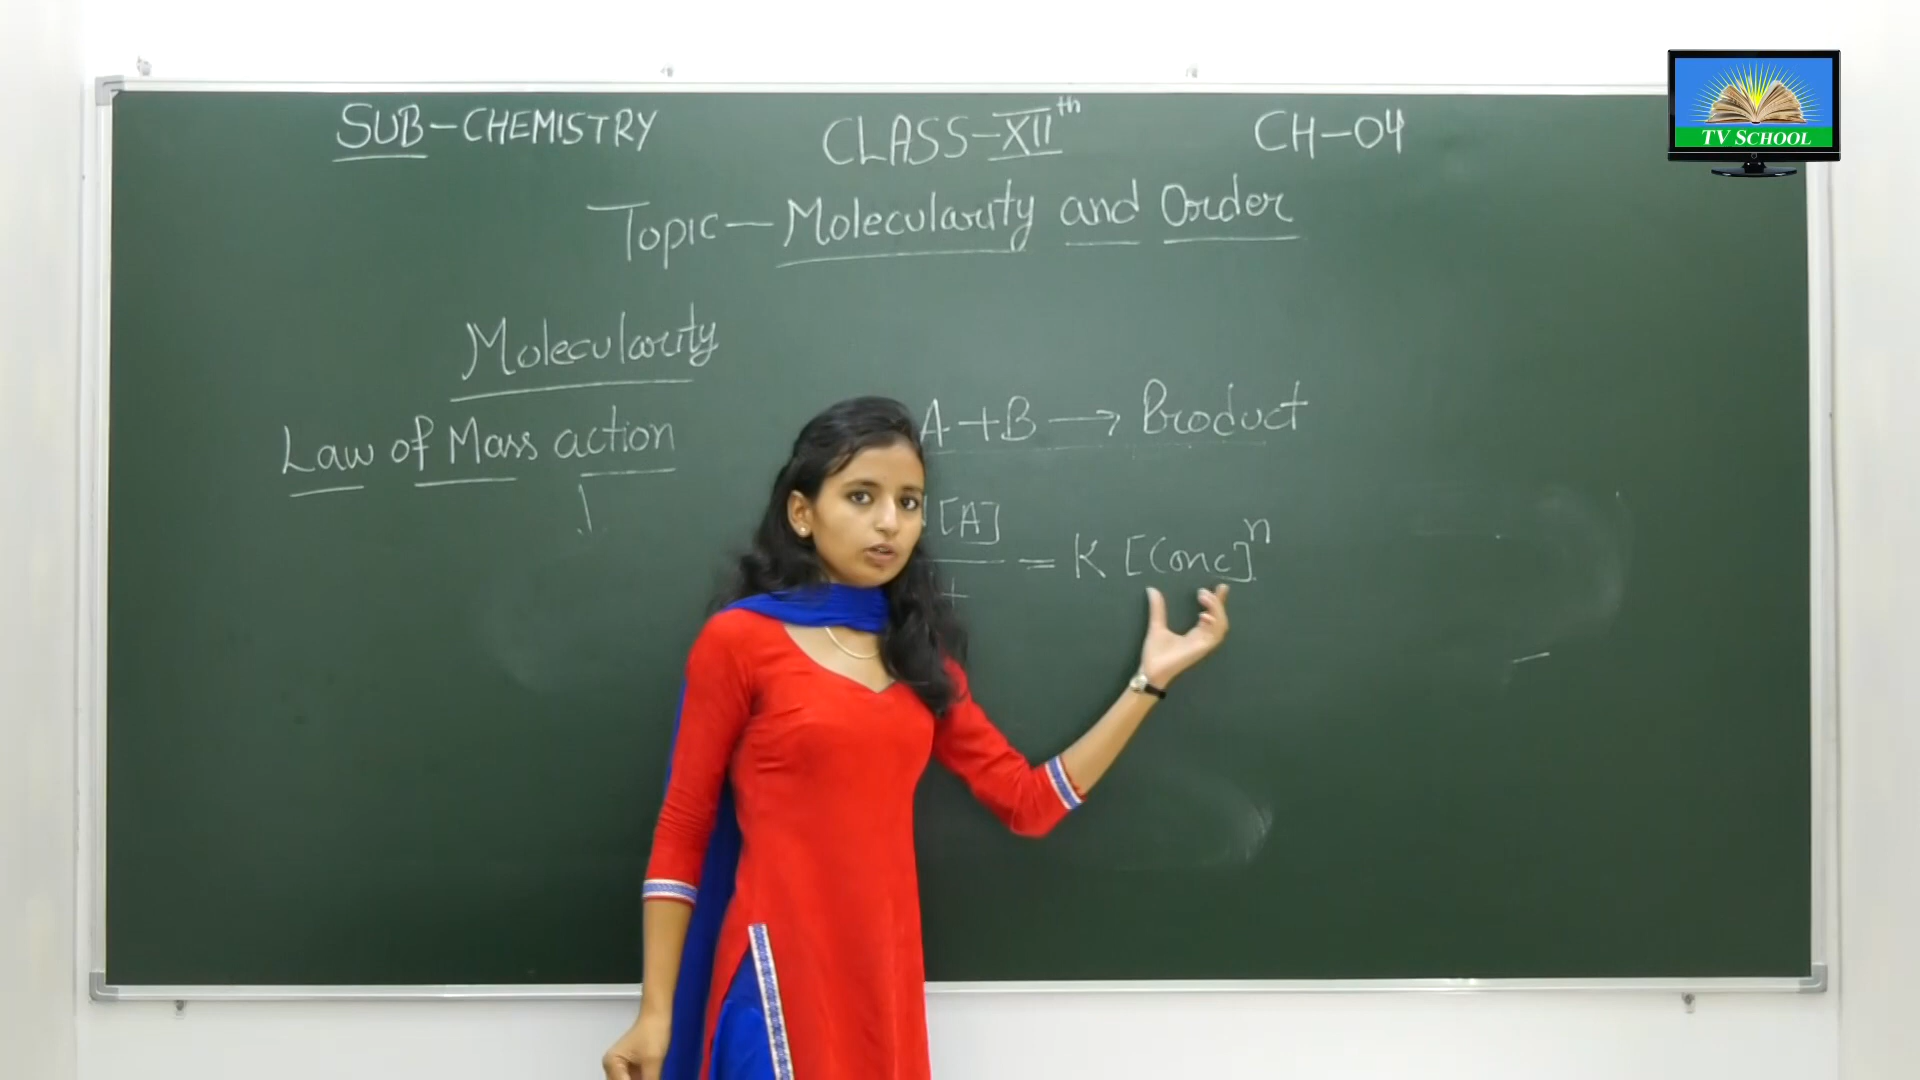 SUB-CHEMISTRY CLASS-XIIth CH-04
TV SCHOOL
Topic - Molecularity and Order
Molecularity
A + B → Product
Law of Mass action
[A]
= K [Conc]^n